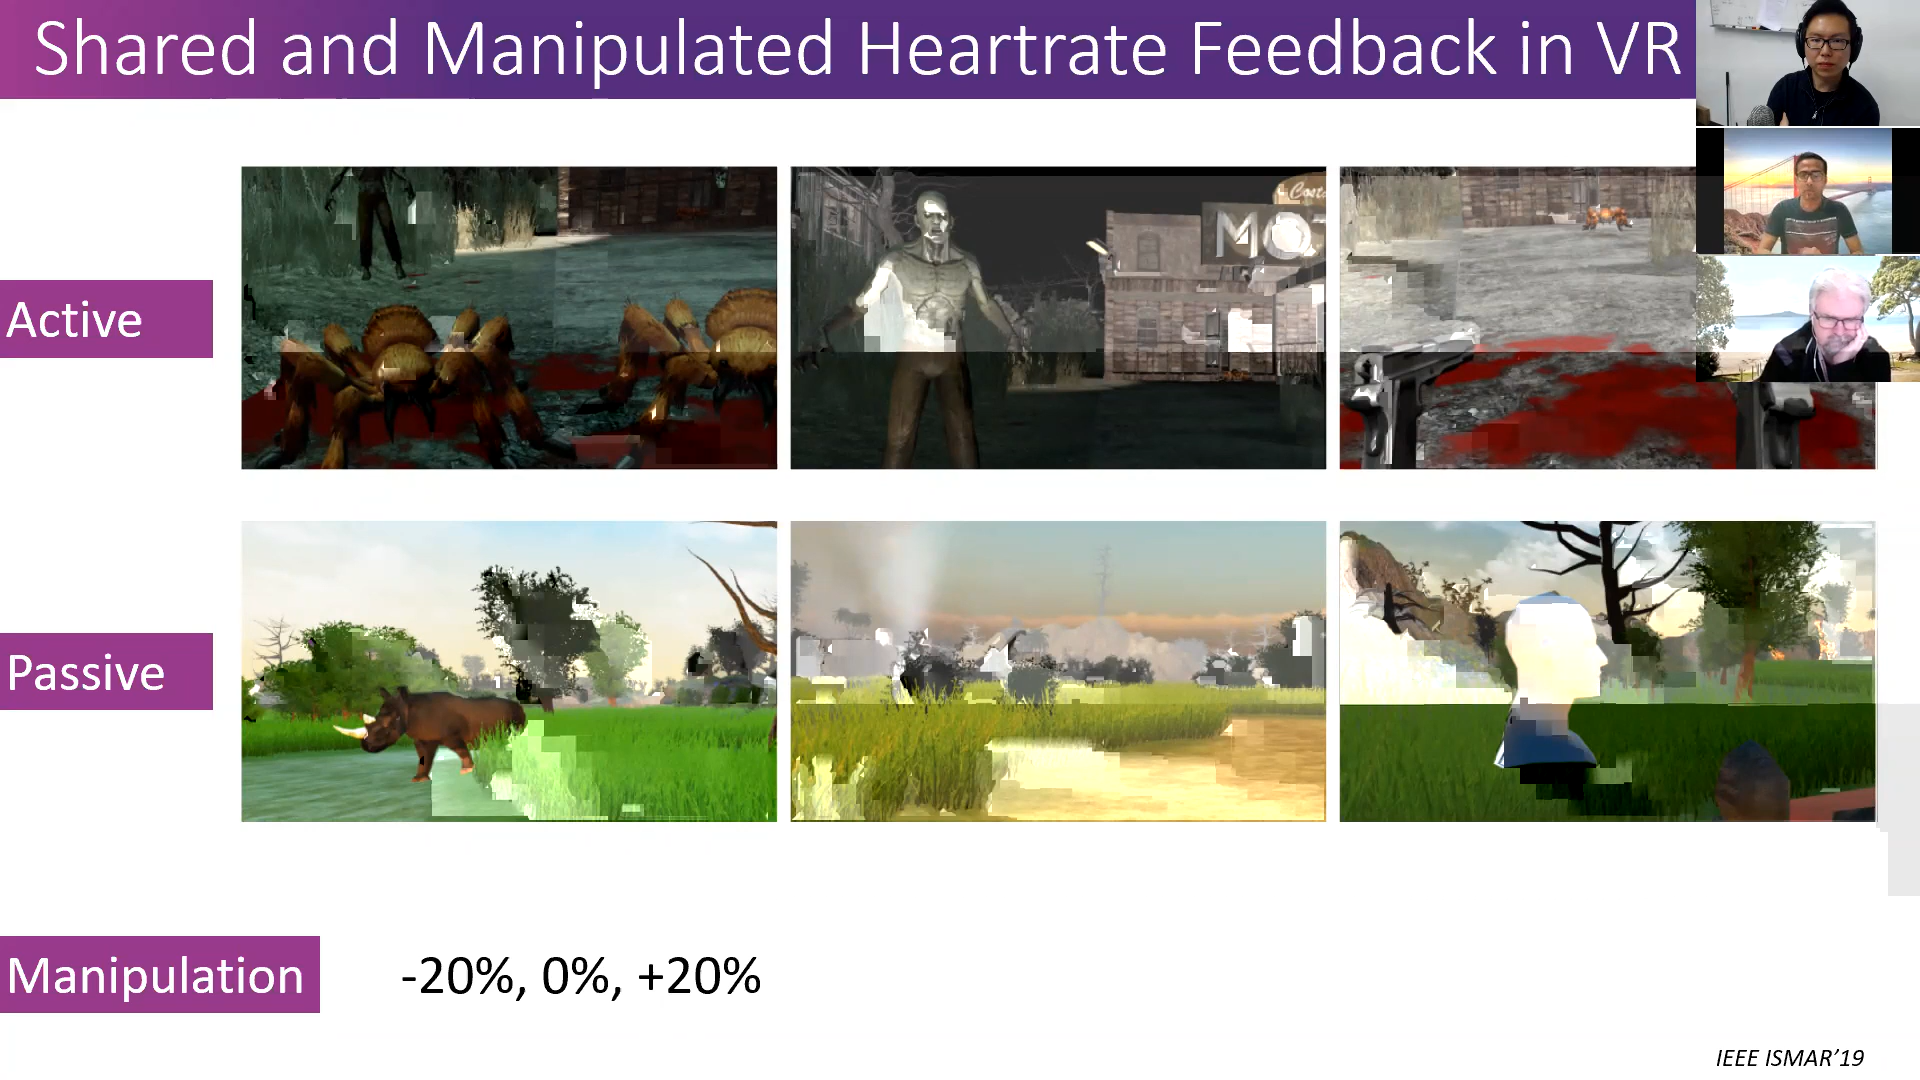 Shared and Manipulated Heartrate Feedback in VR
Active
Passive
Manipulation
-20%, 0%, +20%
IEEE ISMAR'19